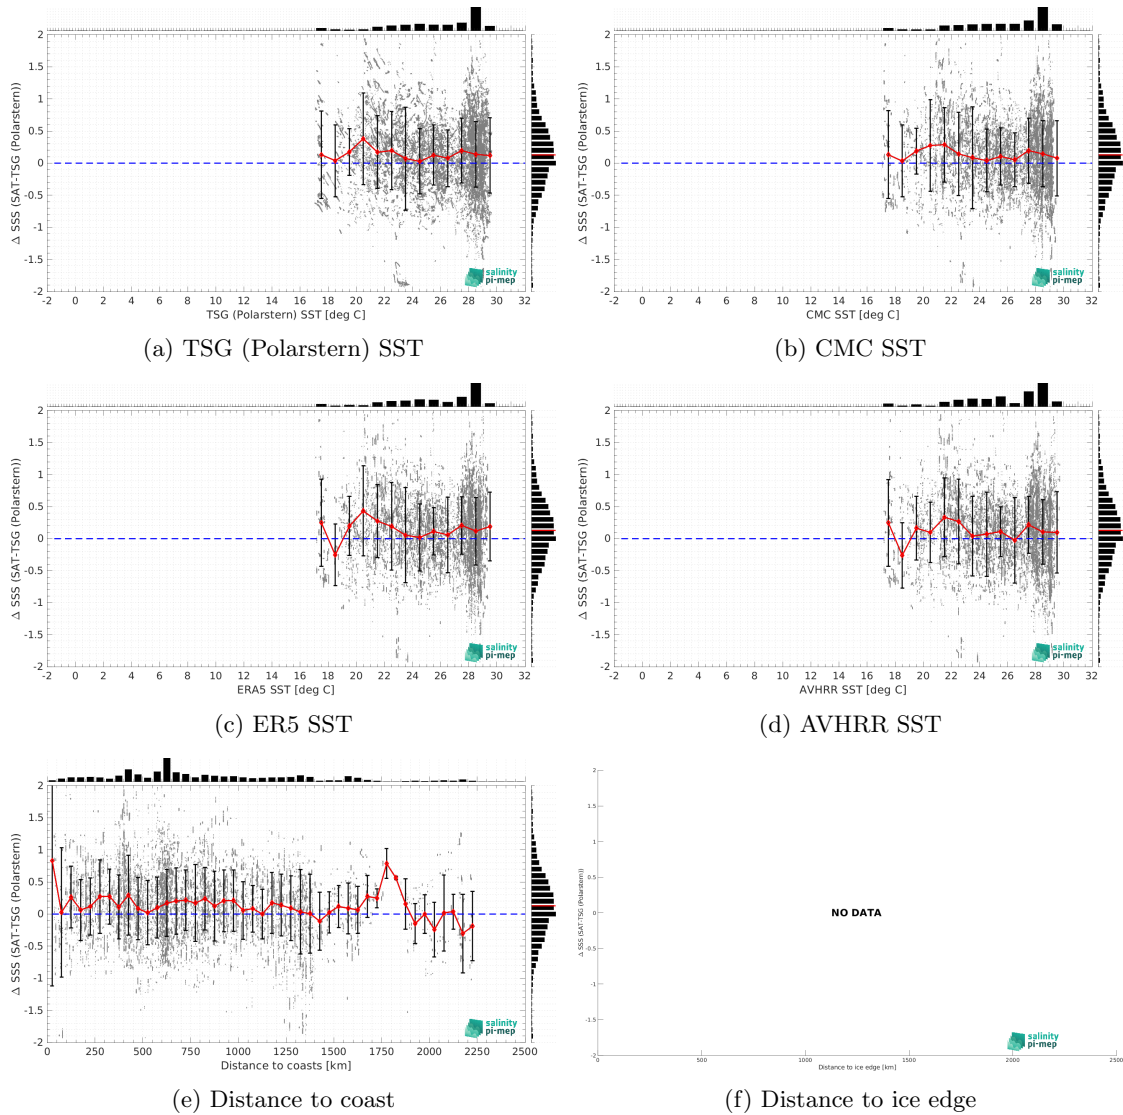 2
1.5
1
0.5
0
-0.5
-1
-1.5
-2
Δ SSS (SAT-TSG (Polarstern))
-2 0 2 4 6 8 10 12 14 16 18 20 22 24 26 28 30 32
TSG (Polarstern) SST [deg C]
salinity
pi-mep
(a) TSG (Polarstern) SST
2
1.5
1
0.5
0
-0.5
-1
-1.5
-2
Δ SSS (SAT-TSG (Polarstern))
-2 0 2 4 6 8 10 12 14 16 18 20 22 24 26 28 30 32
CMC SST [deg C]
salinity
pi-mep
(b) CMC SST
2
1.5
1
0.5
0
-0.5
-1
-1.5
-2
Δ SSS (SAT-TSG (Polarstern))
-2 0 2 4 6 8 10 12 14 16 18 20 22 24 26 28 30 32
ERA5 SST [deg C]
salinity
pi-mep
(c) ER5 SST
2
1.5
1
0.5
0
-0.5
-1
-1.5
-2
Δ SSS (SAT-TSG (Polarstern))
-2 0 2 4 6 8 10 12 14 16 18 20 22 24 26 28 30 32
AVHRR SST [deg C]
salinity
pi-mep
(d) AVHRR SST
2
1.5
1
0.5
0
-0.5
-1
-1.5
-2
Δ SSS (SAT-TSG (Polarstern))
0 250 500 750 1000 1250 1500 1750 2000 2250 2500
Distance to coasts [km]
salinity
pi-mep
(e) Distance to coast
2
1.5
1
0.5
0
-0.5
-1
-1.5
-2
Δ SSS (SAT-TSG (Polarstern))
NO DATA
0 500 1000 1500 2000 2500
Distance to ice edge [km]
salinity
pi-mep
(f) Distance to ice edge